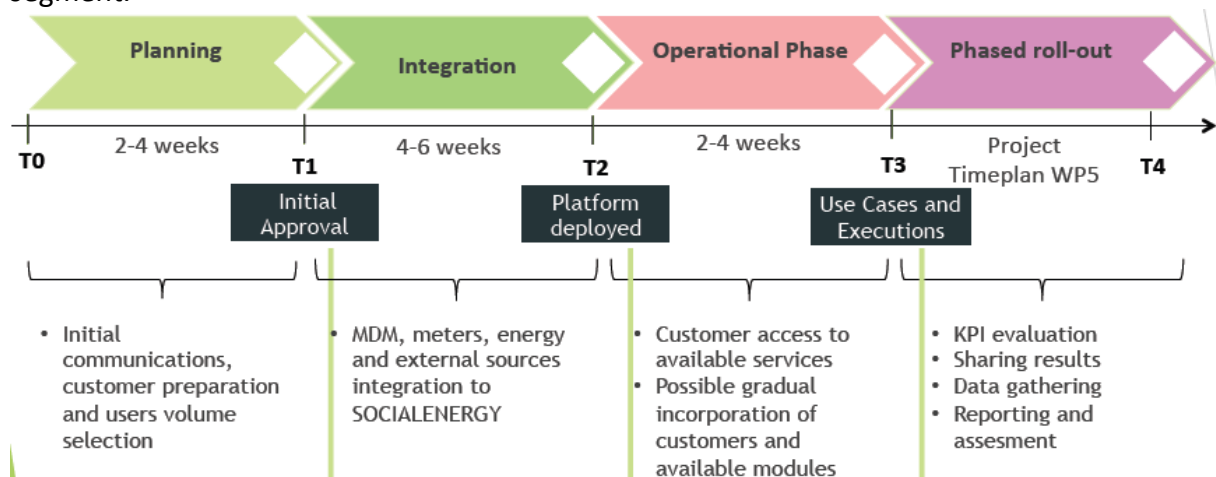 segment.
Planning
Integration
Operational Phase
Phased roll-out
2-4 weeks
4-6 weeks
2-4 weeks
Project
Timeplan WP5
T0
T1
T2
T3
T4
Initial
Approval
Platform
deployed
Use Cases and
Executions
• Initial
communications,
customer preparation
and users volume
selection
• MDM, meters, energy
and external sources
integration to
SOCIALENERGY
• Customer access to
available services
• Possible gradual
incorporation of
customers and
available modules
• KPI evaluation
• Sharing results
• Data gathering
• Reporting and
assesment